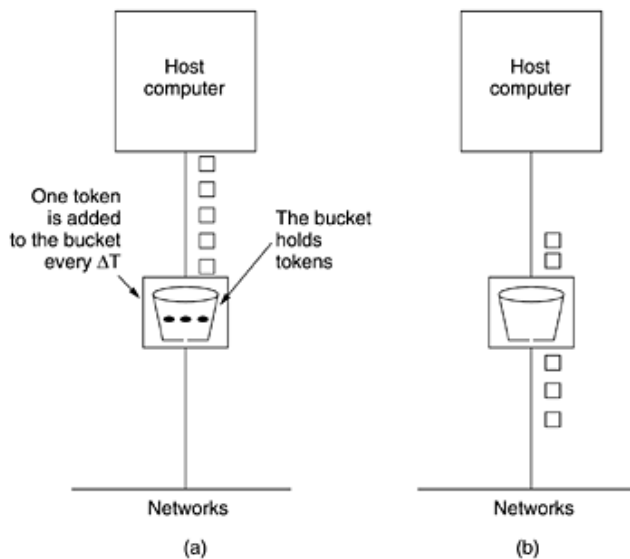 Host
computer
Host
computer
One token
is added
to the bucket
every ΔT
The bucket
holds
tokens
Networks
Networks
(a)
(b)